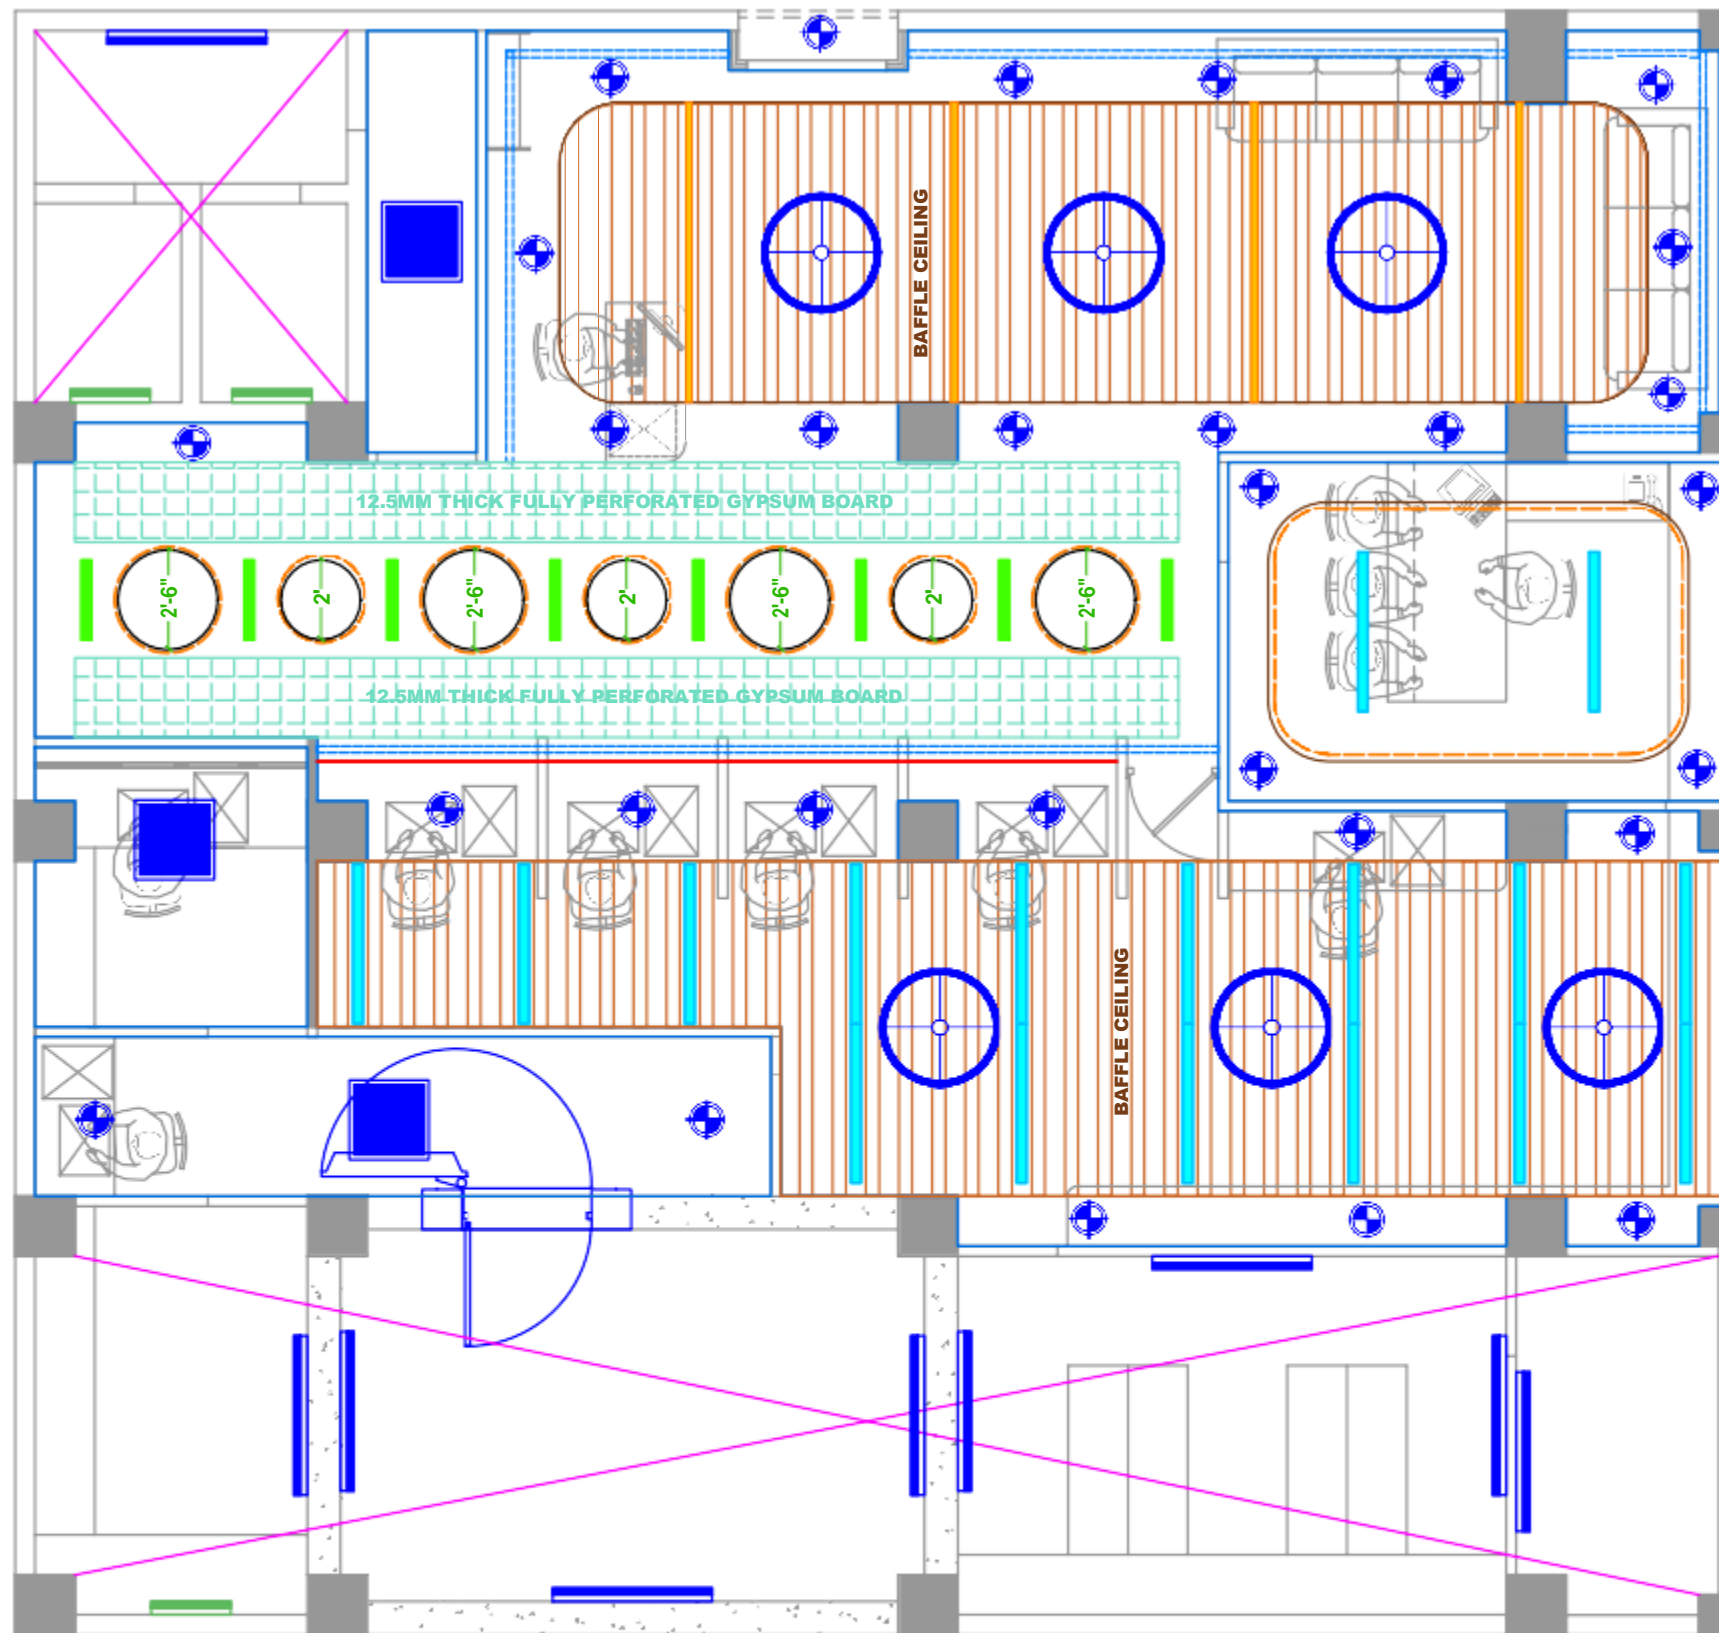 BAFFLE CEILING
12.5MM THICK FULLY PERFORATED GYPSUM BOARD
2'-6"
2'
2'-6"
2'
2'-6"
2'
2'-6"
12.5MM THICK FULLY PERFORATED GYPSUM BOARD
BAFFLE CEILING